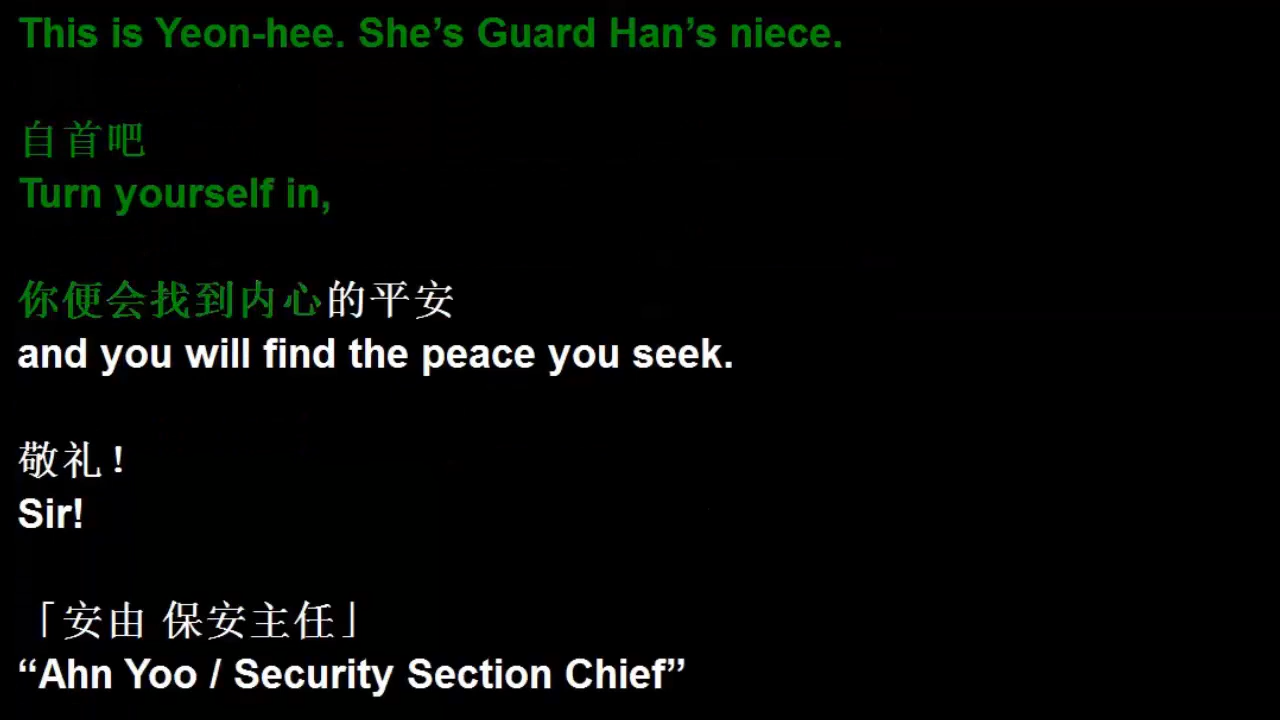 This is Yeon-hee. She’s Guard Han’s niece.
自首吧
Turn yourself in,
你便会找到内心的平安
and you will find the peace you seek.
敬礼！
Sir!
「安由 保安主任」
“Ahn Yoo / Security Section Chief”